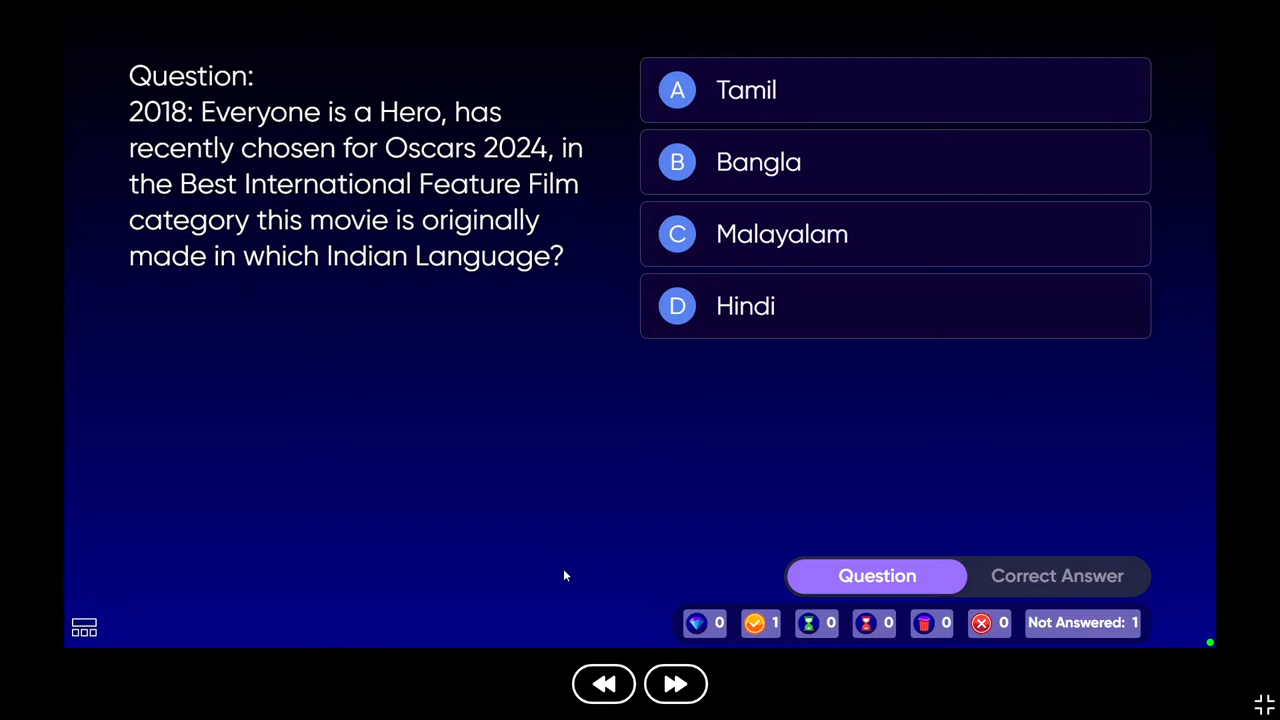 Question:
2018: Everyone is a Hero, has
recently chosen for Oscars 2024, in
the Best International Feature Film
category this movie is originally
made in which Indian Language?
A Tamil
B Bangla
C Malayalam
D Hindi
Question Correct Answer
0 1 0 0 0 0 Not Answered: 1